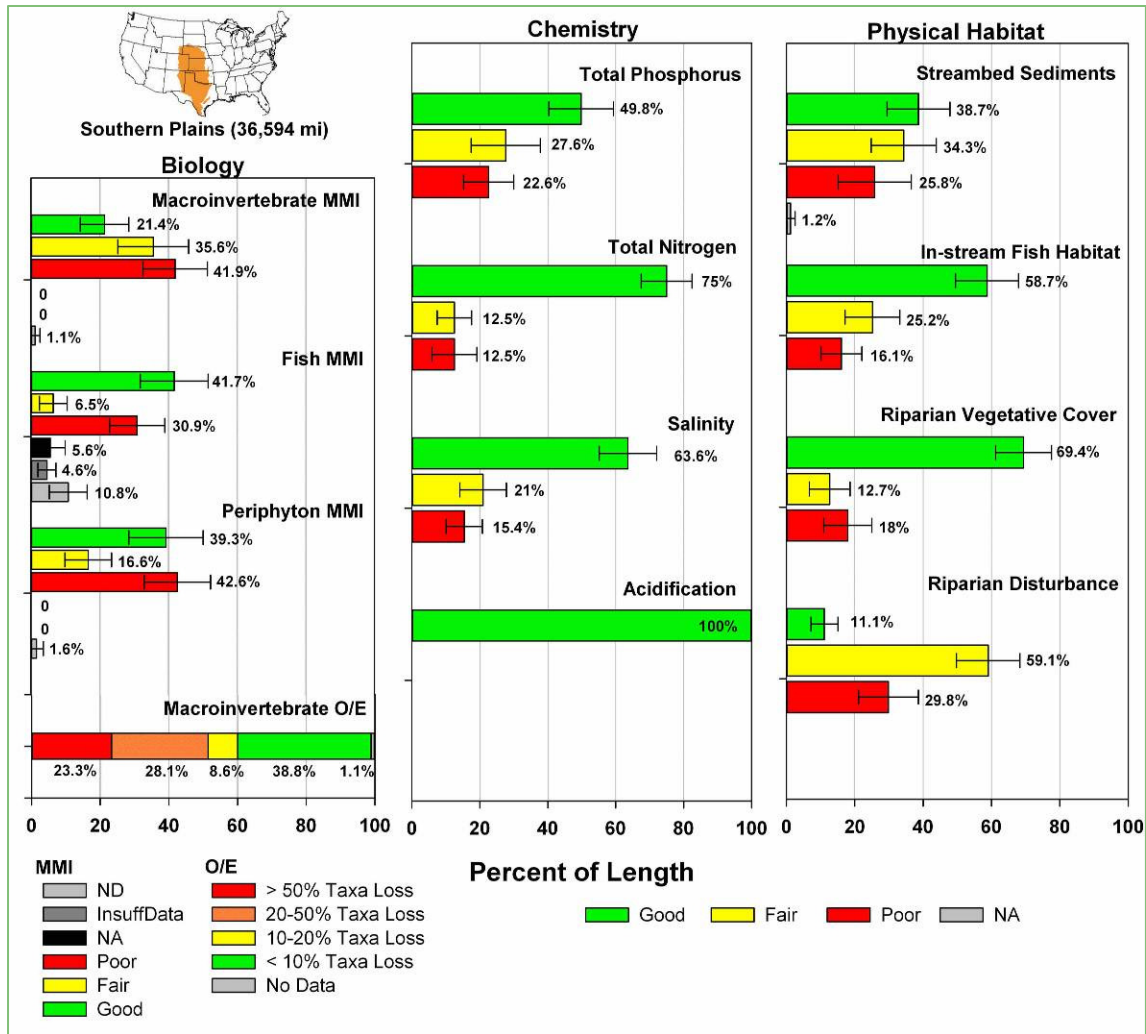 Southern Plains (36,594 mi)
Biology
Macroinvertebrate MMI
21.4%
35.6%
41.9%
0
0
1.1%
Fish MMI
41.7%
6.5%
30.9%
5.6%
4.6%
10.8%
Periphyton MMI
39.3%
16.6%
42.6%
0
0
1.6%
Macroinvertebrate O/E
23.3% 28.1% 8.6% 38.8% 1.1%
0 20 40 60 80 100
Chemistry
Total Phosphorus
49.8%
27.6%
22.6%
Total Nitrogen
75%
12.5%
12.5%
Salinity
63.6%
21%
15.4%
Acidification
100%
0 20 40 60 80 100
Physical Habitat
Streambed Sediments
38.7%
34.3%
25.8%
1.2%
In-stream Fish Habitat
58.7%
25.2%
16.1%
Riparian Vegetative Cover
69.4%
12.7%
18%
Riparian Disturbance
11.1%
59.1%
29.8%
0 20 40 60 80 100
Percent of Length
MMI
ND
InsuffData
NA
Poor
Fair
Good
O/E
> 50% Taxa Loss
20-50% Taxa Loss
10-20% Taxa Loss
< 10% Taxa Loss
No Data
Good Fair Poor NA